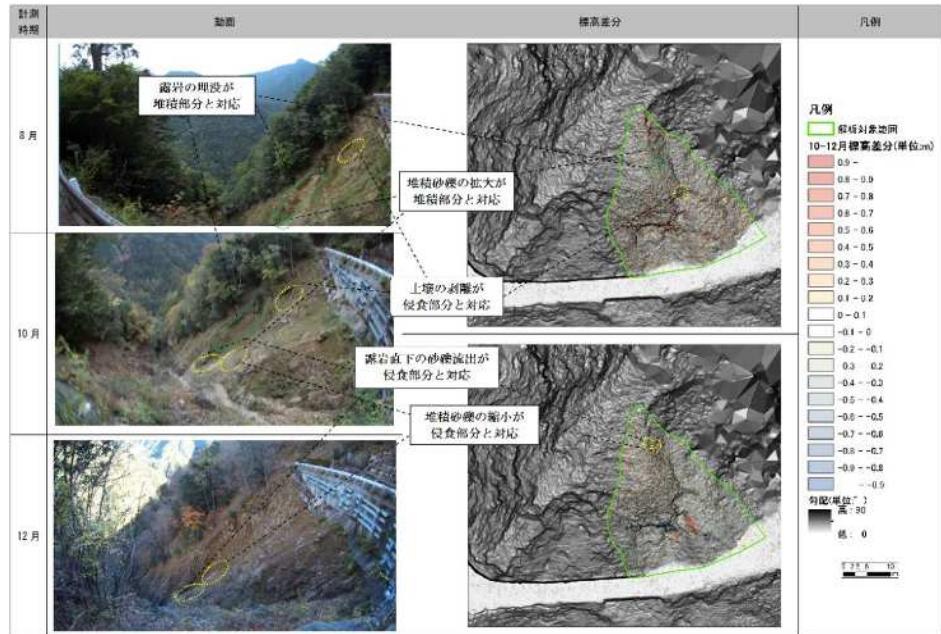 計測
時期
動画
標高差分
凡例
8月
10月
12月
露岩の埋没が
堆積部分と対応
堆積砂礫の拡大が
堆積部分と対応
土壌の剥離が
侵食部分と対応
露岩直下の砂礫流出が
侵食部分と対応
堆積砂礫の縮小が
侵食部分と対応
凡例
解析対象範囲
10-12月標高差分(単位:m)
0.9 -
0.8 - 0.9
0.7 - 0.8
0.6 - 0.7
0.5 - 0.6
0.4 - 0.5
0.3 - 0.4
0.2 - 0.3
0.1 - 0.2
0 - 0.1
-0.1 - 0
-0.2 - -0.1
-0.3 - -0.2
-0.4 - -0.3
-0.5 - -0.4
-0.6 - -0.5
-0.7 - -0.6
-0.8 - -0.7
-0.9 - -0.8
- -0.9
勾配(単位:°)
高 : 90
低 : 0